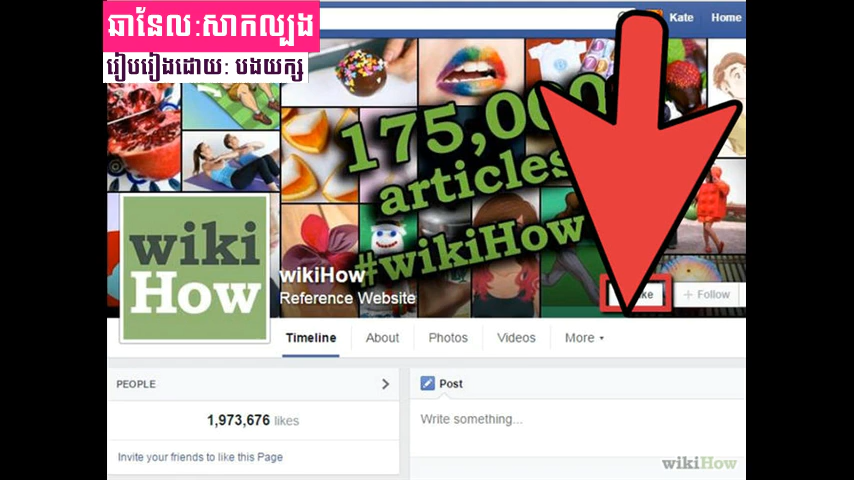 ឆានែល:សាកល្បង
រៀបរៀងដោយ: បងយក្ស
Kate Home
175,00
articles
#wikiHow
wiki
How
wikiHow
Reference Website
+ Follow
Timeline About Photos Videos More
PEOPLE
Post
1,973,676 likes
Write something...
Invite your friends to like this Page
wikiHow